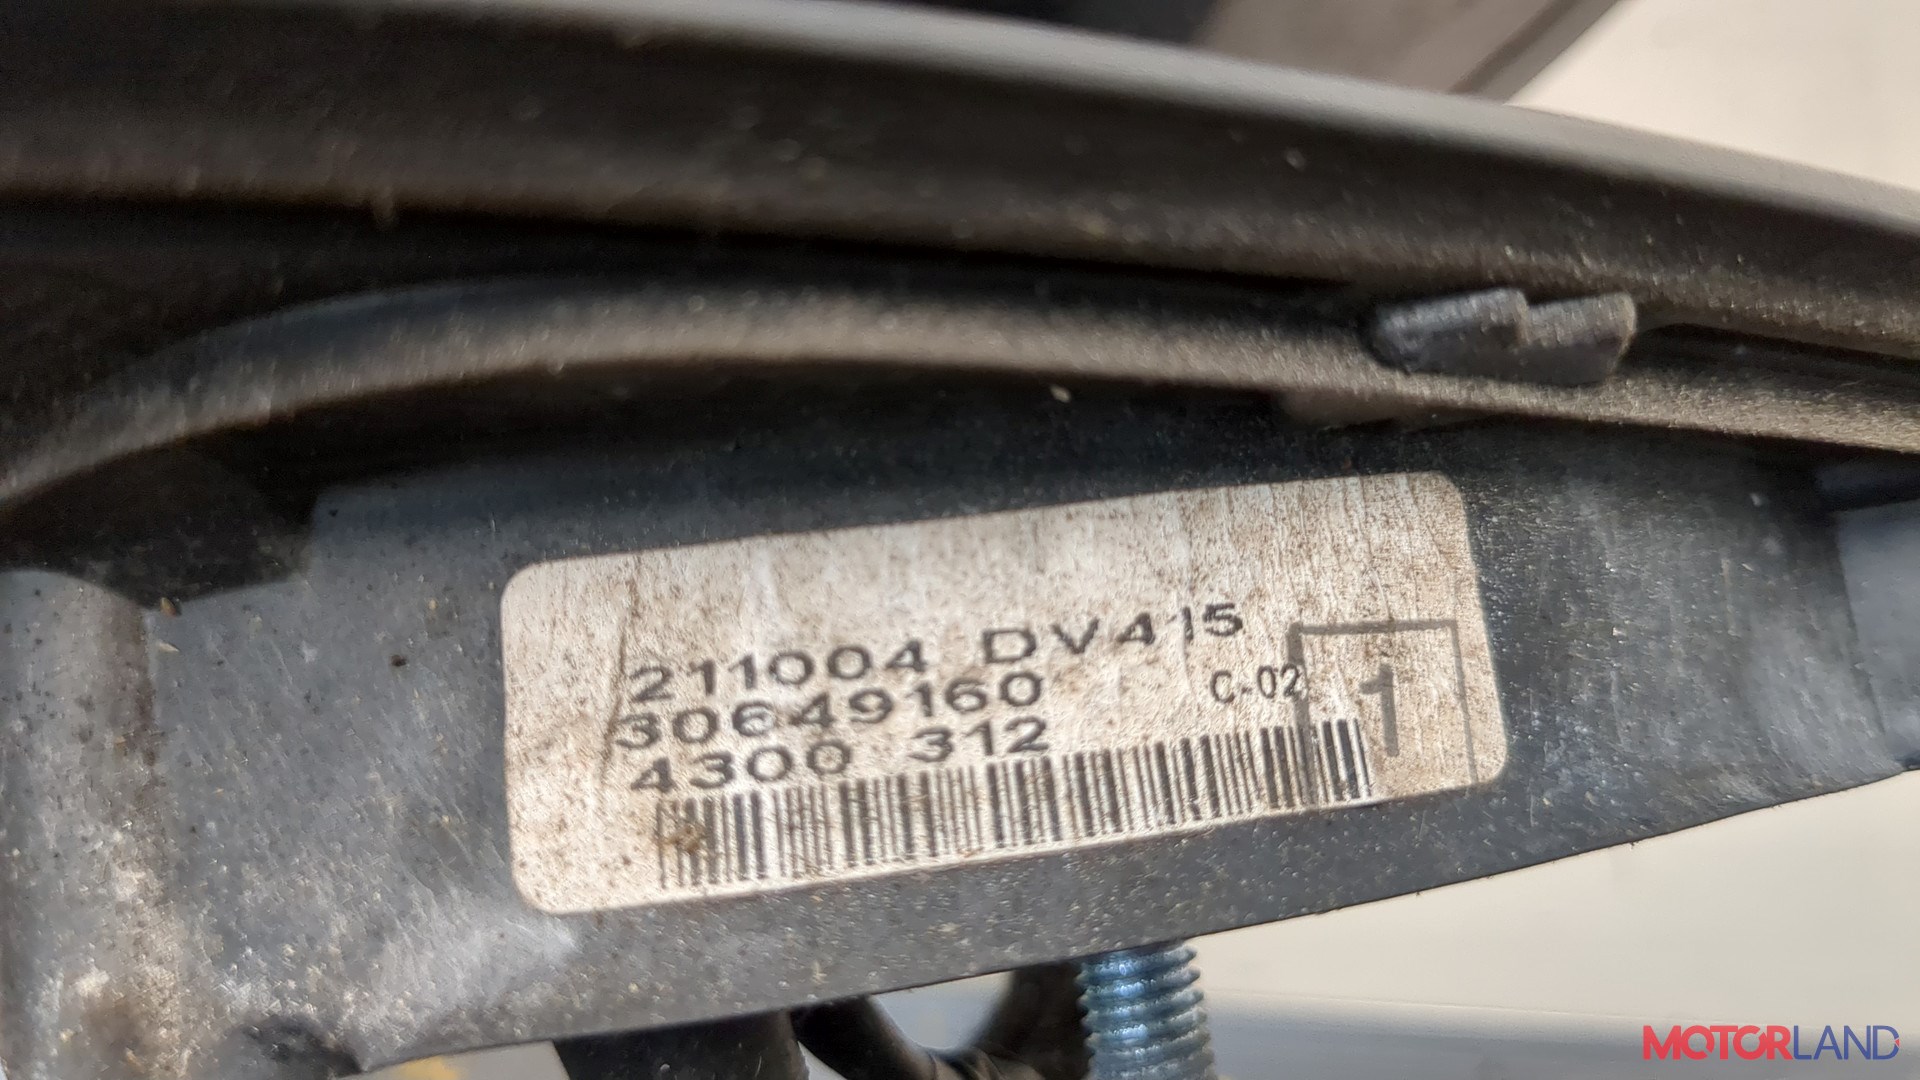 211004 DV415
30649160 C-02 1
4300 312
MOTORLAND